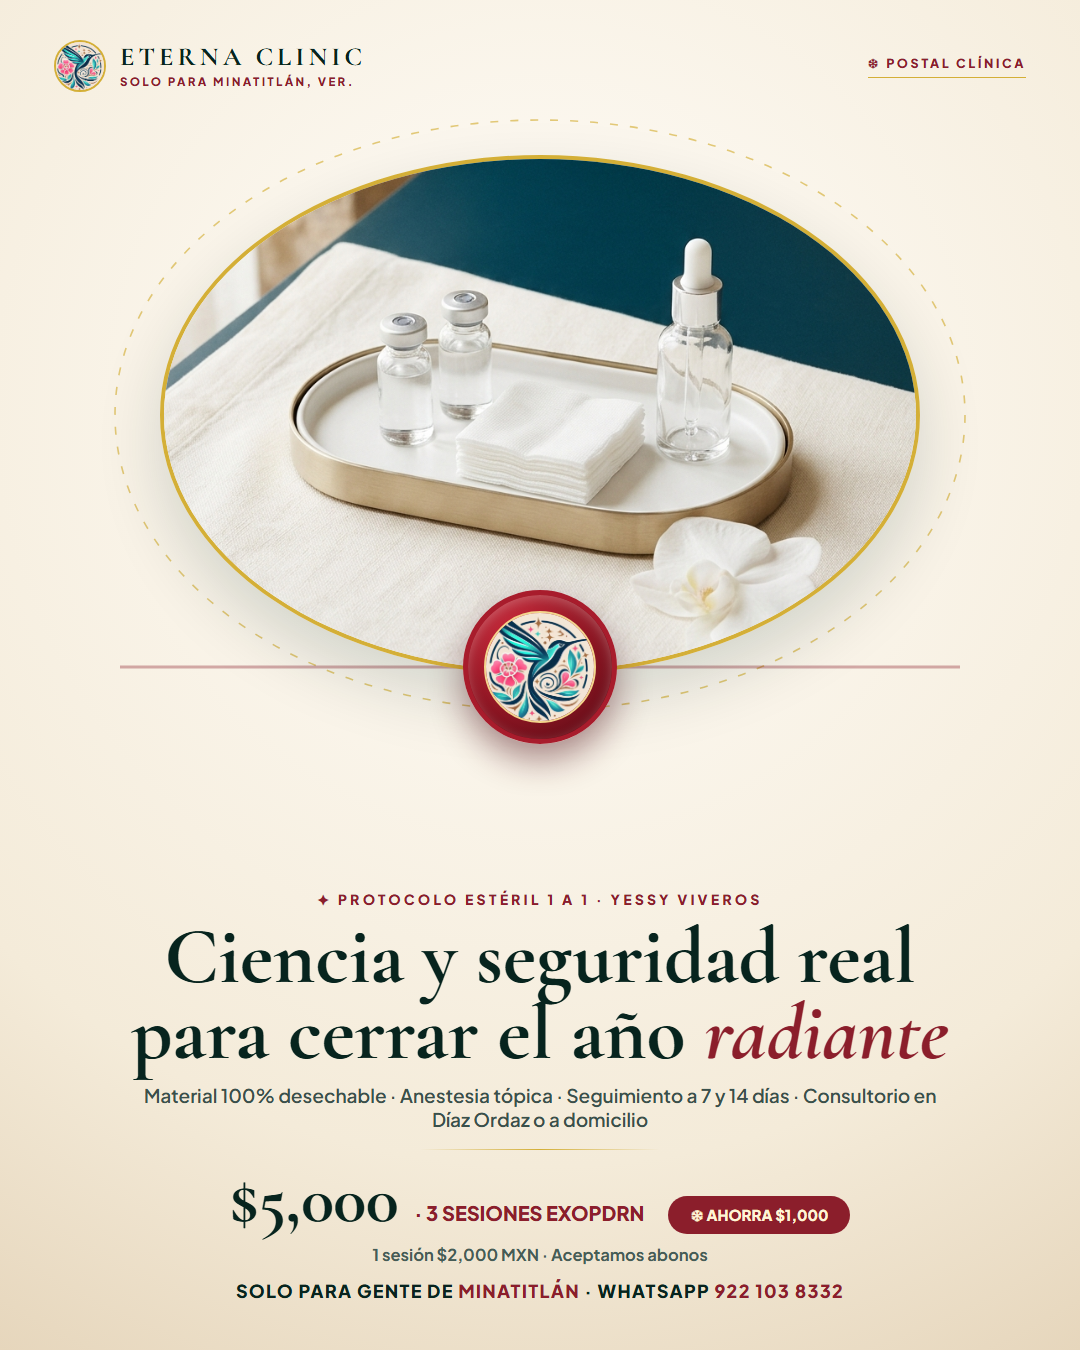 ETERNA CLINIC
SOLO PARA MINATITLÁN, VER.
❄ POSTAL CLÍNICA
✦ PROTOCOLO ESTÉRIL 1 A 1 · YESSY VIVEROS
Ciencia y seguridad real
para cerrar el año radiante
Material 100% desechable · Anestesia tópica · Seguimiento a 7 y 14 días · Consultorio en
Díaz Ordaz o a domicilio
$5,000 · 3 SESIONES EXOPDRN ❄ AHORRA $1,000
1 sesión $2,000 MXN · Aceptamos abonos
SOLO PARA GENTE DE MINATITLÁN · WHATSAPP 922 103 8332